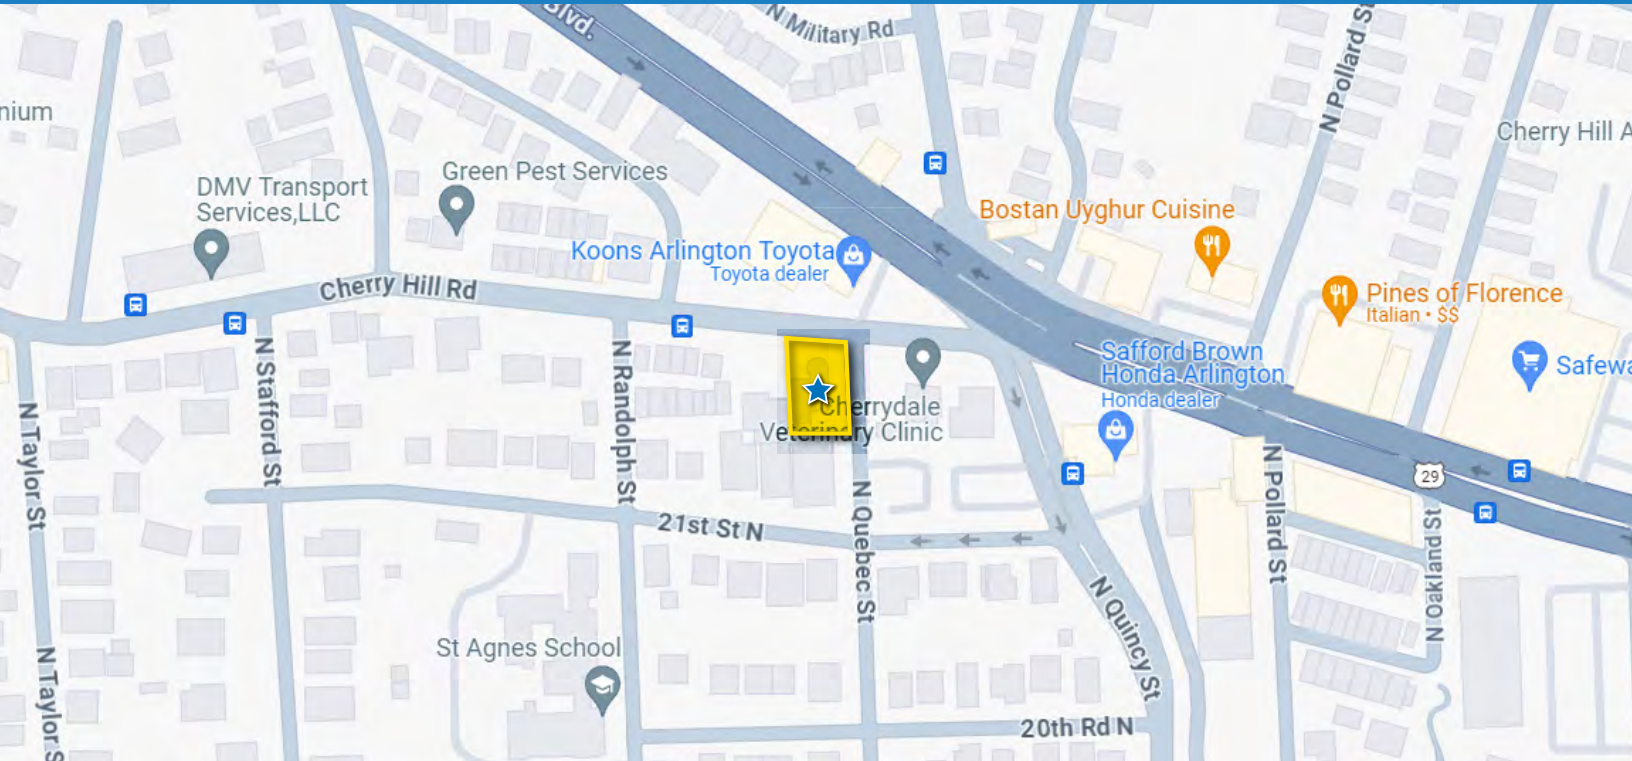 Blvd.
N Military Rd
N Pollard St
nium
Cherry Hill A
Green Pest Services
DMV Transport
Services,LLC
Bostan Uyghur Cuisine
Koons Arlington Toyota
Toyota dealer
Cherry Hill Rd
Pines of Florence
Italian • $$
Safford Brown
Honda Arlington
Honda dealer
Safewa
N Stafford St
N Randolph St
Cherrydale
Veterinary Clinic
N Taylor St
29
N Pollard St
N Quebec St
21st St N
N Oakland St
N Quincy St
St Agnes School
N Taylor S
20th Rd N